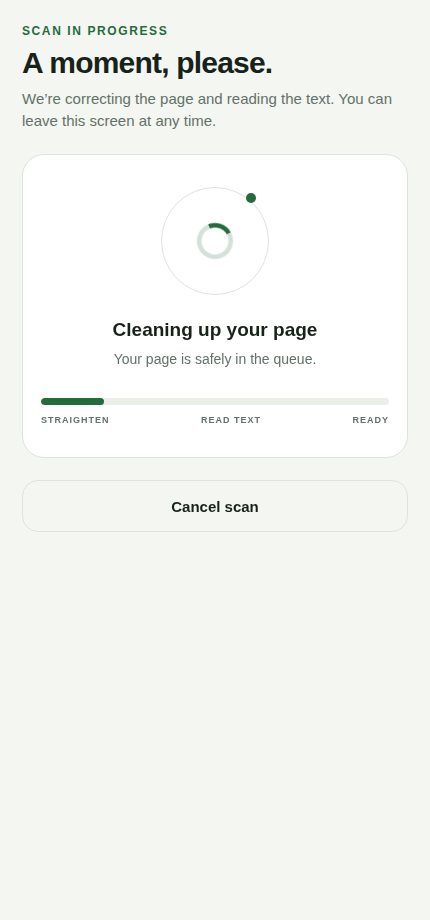 SCAN IN PROGRESS
A moment, please.
We're correcting the page and reading the text. You can
leave this screen at any time.
Cleaning up your page
Your page is safely in the queue.
STRAIGHTEN READ TEXT READY
Cancel scan